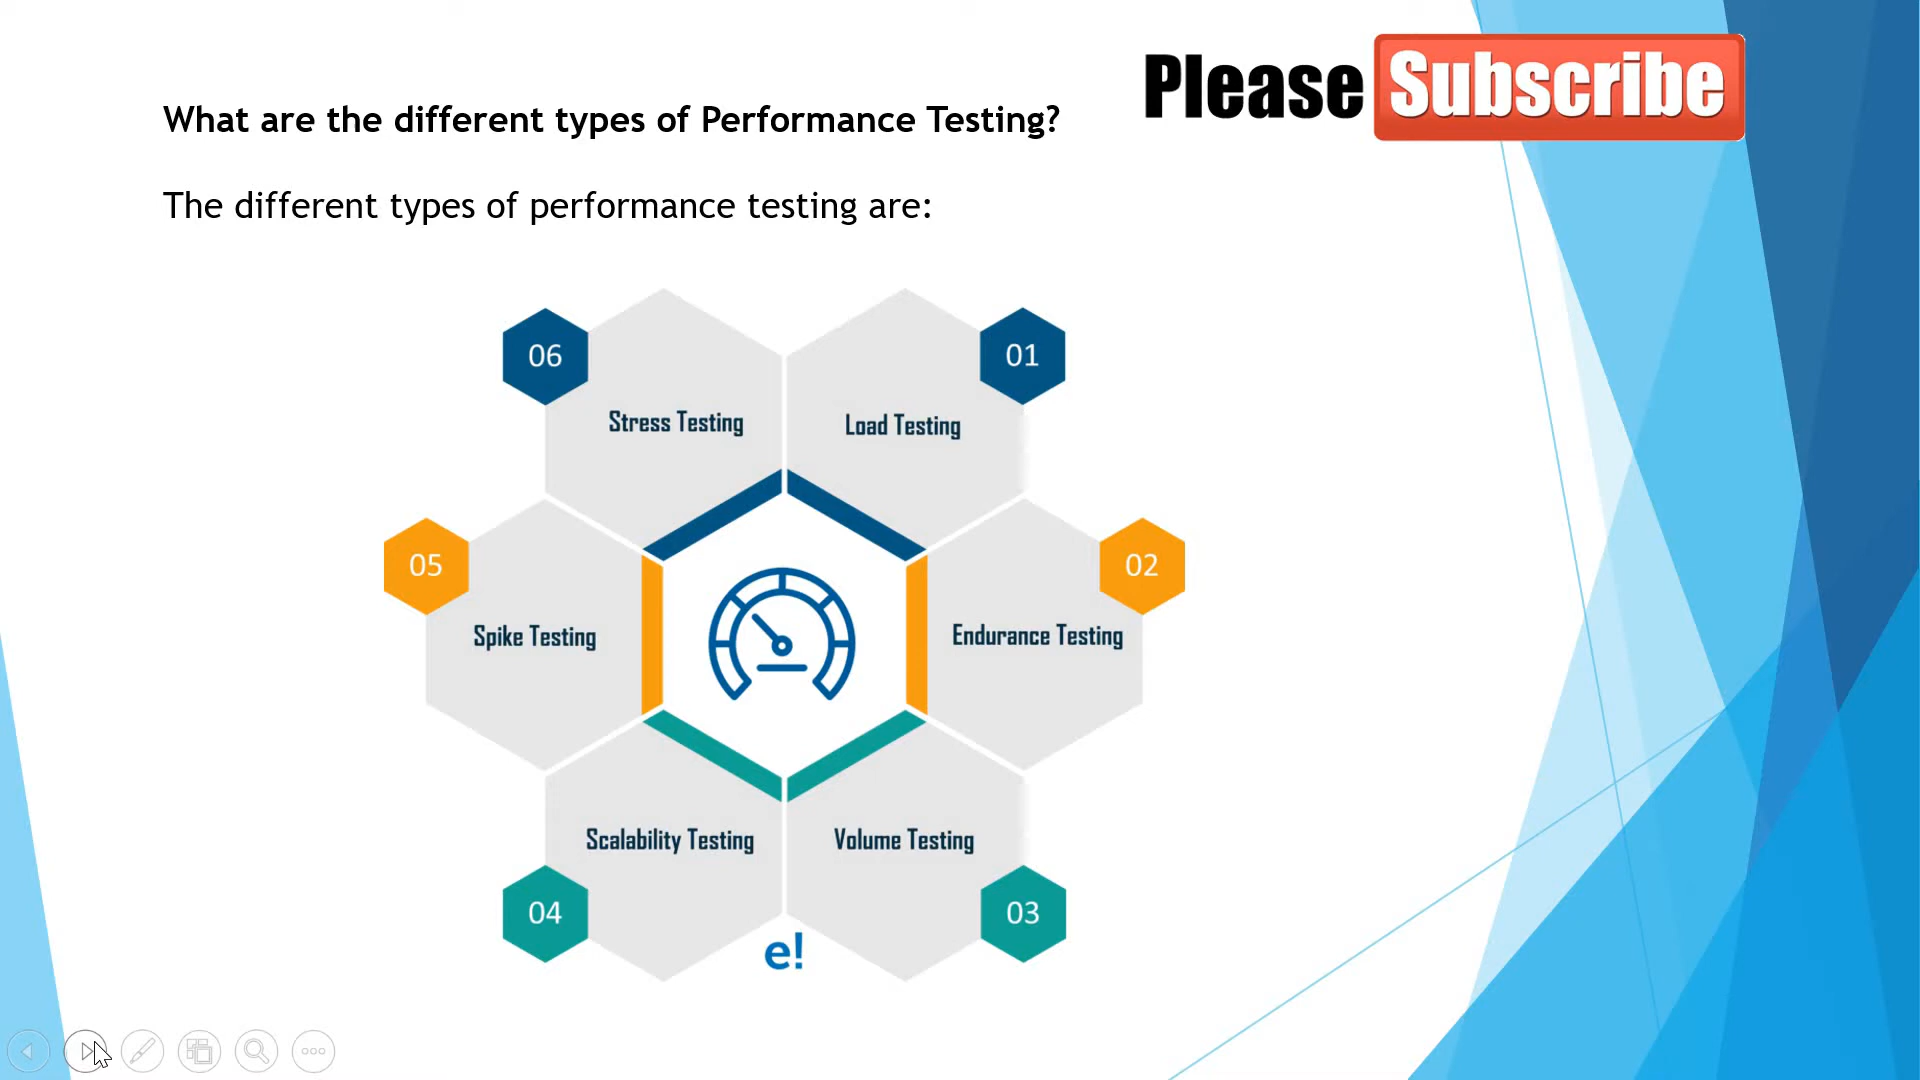 Please Subscribe
What are the different types of Performance Testing?
The different types of performance testing are:
06
01
Stress Testing
Load Testing
05
02
Spike Testing
Endurance Testing
Scalability Testing
Volume Testing
04
03
e!